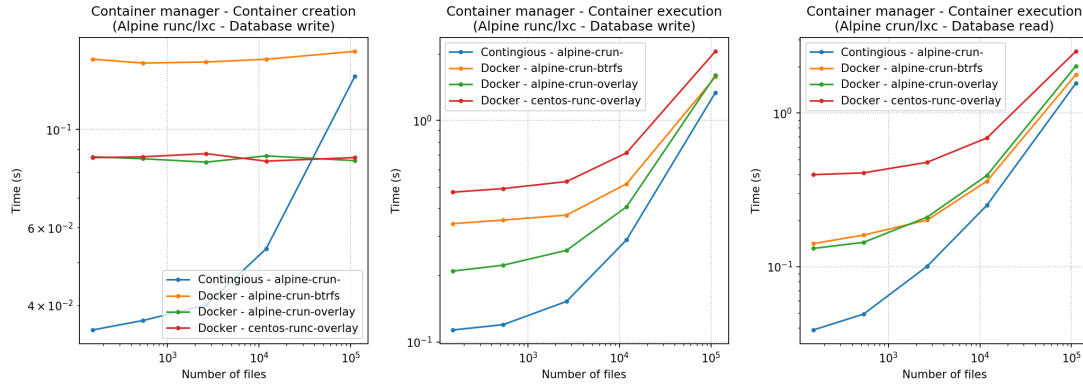 Container manager - Container creation
(Alpine runc/lxc - Database write)
Time (s)
10⁻¹
6 × 10⁻²
4 × 10⁻²
Contingious - alpine-crun-
Docker - alpine-crun-btrfs
Docker - alpine-crun-overlay
Docker - centos-runc-overlay
10³
10⁴
10⁵
Number of files
Container manager - Container execution
(Alpine runc/lxc - Database write)
Contingious - alpine-crun-
Docker - alpine-crun-btrfs
Docker - alpine-crun-overlay
Docker - centos-runc-overlay
Time (s)
10⁰
10⁻¹
10³
10⁴
10⁵
Number of files
Container manager - Container execution
(Alpine crun/lxc - Database read)
Contingious - alpine-crun-
Docker - alpine-crun-btrfs
Docker - alpine-crun-overlay
Docker - centos-runc-overlay
Time (s)
10⁰
10⁻¹
10³
10⁴
10⁵
Number of files